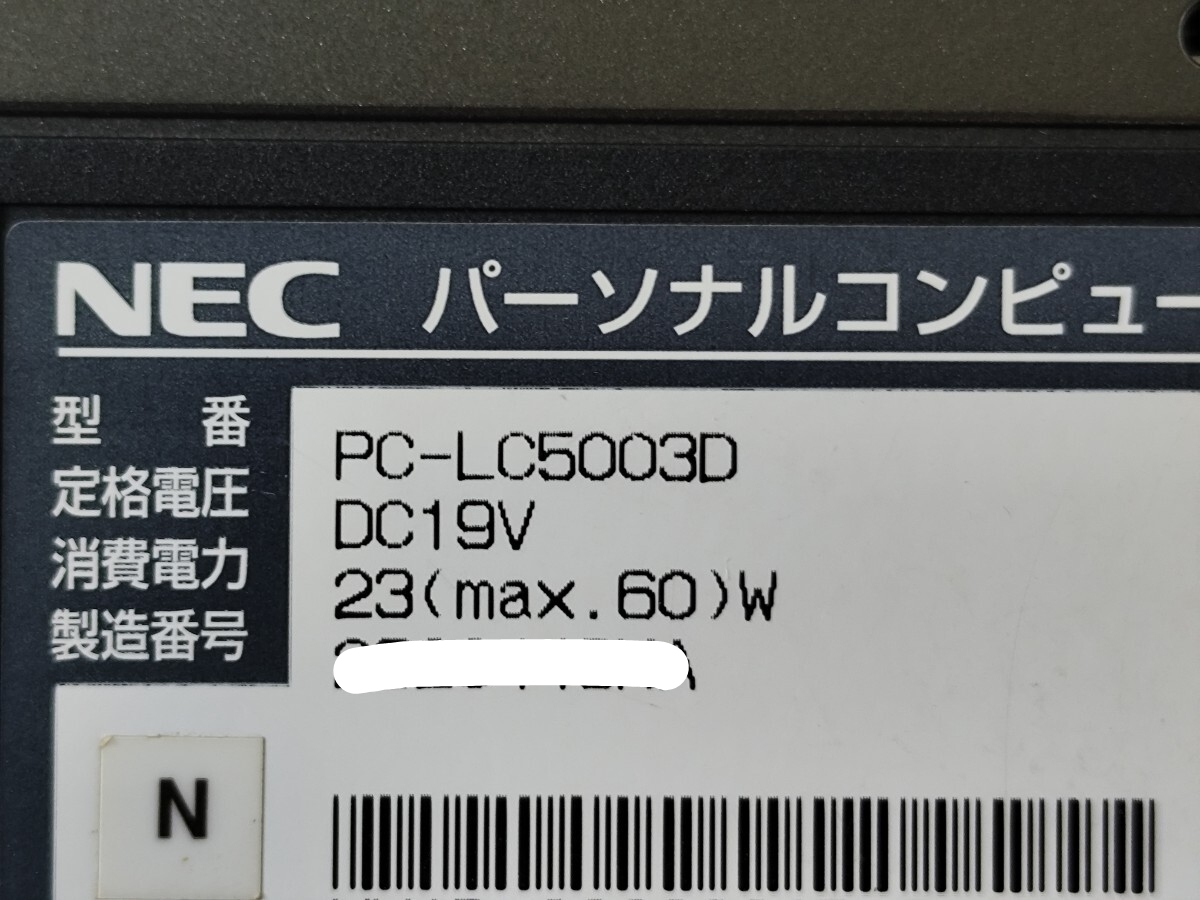 NEC パーソナルコンピュー
型番 PC-LC5003D
定格電圧 DC19V
消費電力 23(max.60)W
製造番号
N